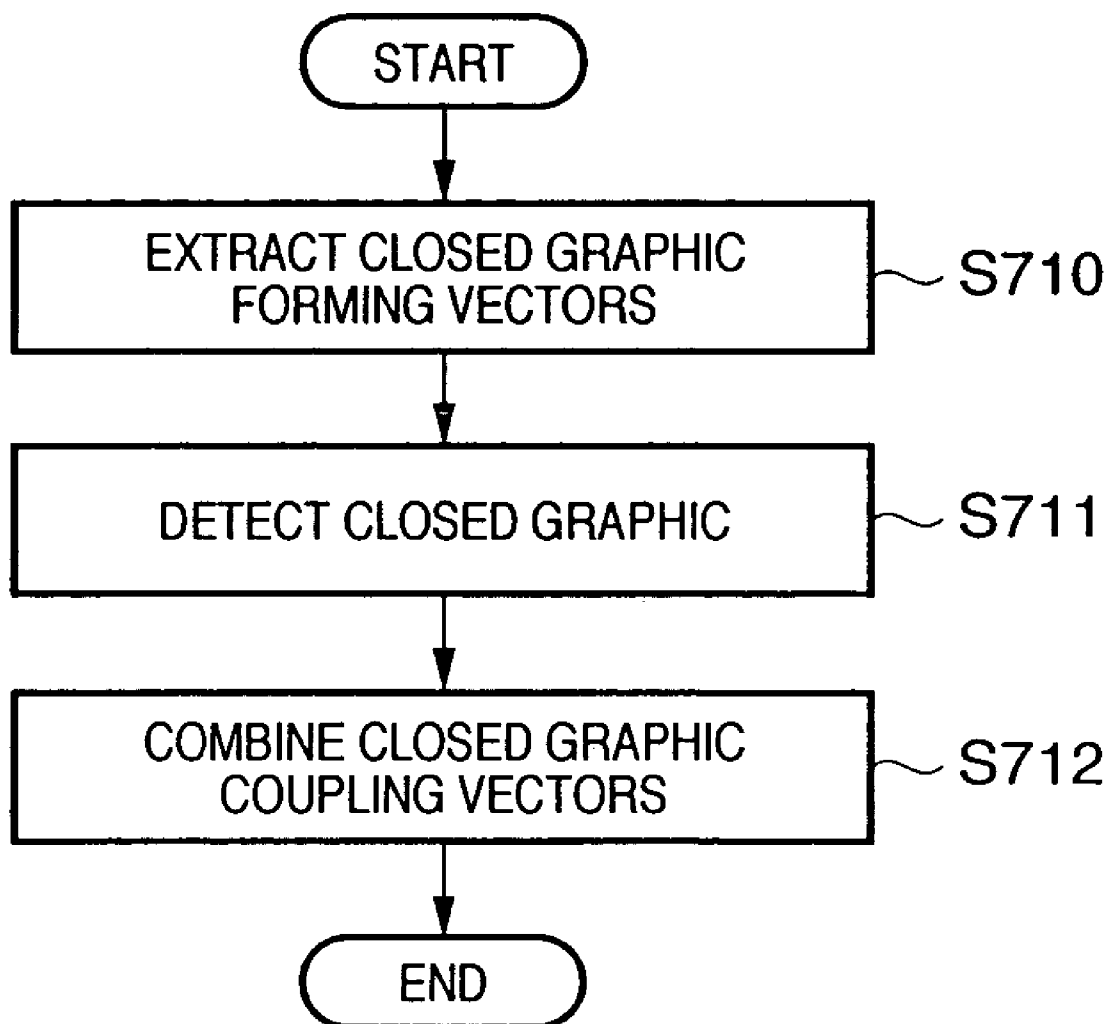 START
EXTRACT CLOSED GRAPHIC
FORMING VECTORS
S710
DETECT CLOSED GRAPHIC
S711
COMBINE CLOSED GRAPHIC
COUPLING VECTORS
S712
END